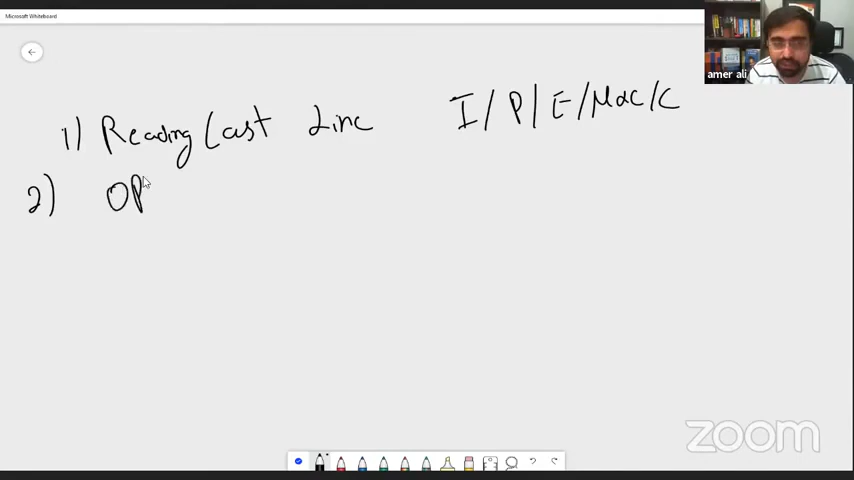 Microsoft Whiteboard
amer ali
1) Reading Last Line I/P/E/Mac/C
2) OP
zoom